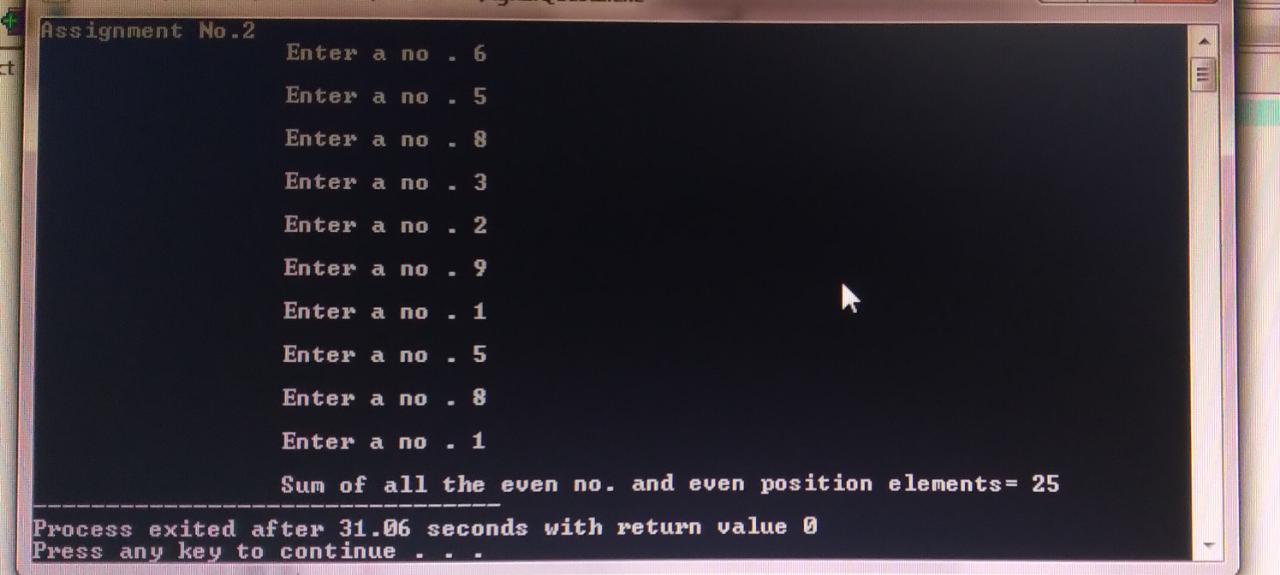 ct
Assignment No.2
Enter a no . 6
Enter a no . 5
Enter a no . 8
Enter a no . 3
Enter a no . 2
Enter a no . 9
Enter a no . 1
Enter a no . 5
Enter a no . 8
Enter a no . 1
Sum of all the even no. and even position elements= 25
--------------------------------
Process exited after 31.06 seconds with return value 0
Press any key to continue . . .